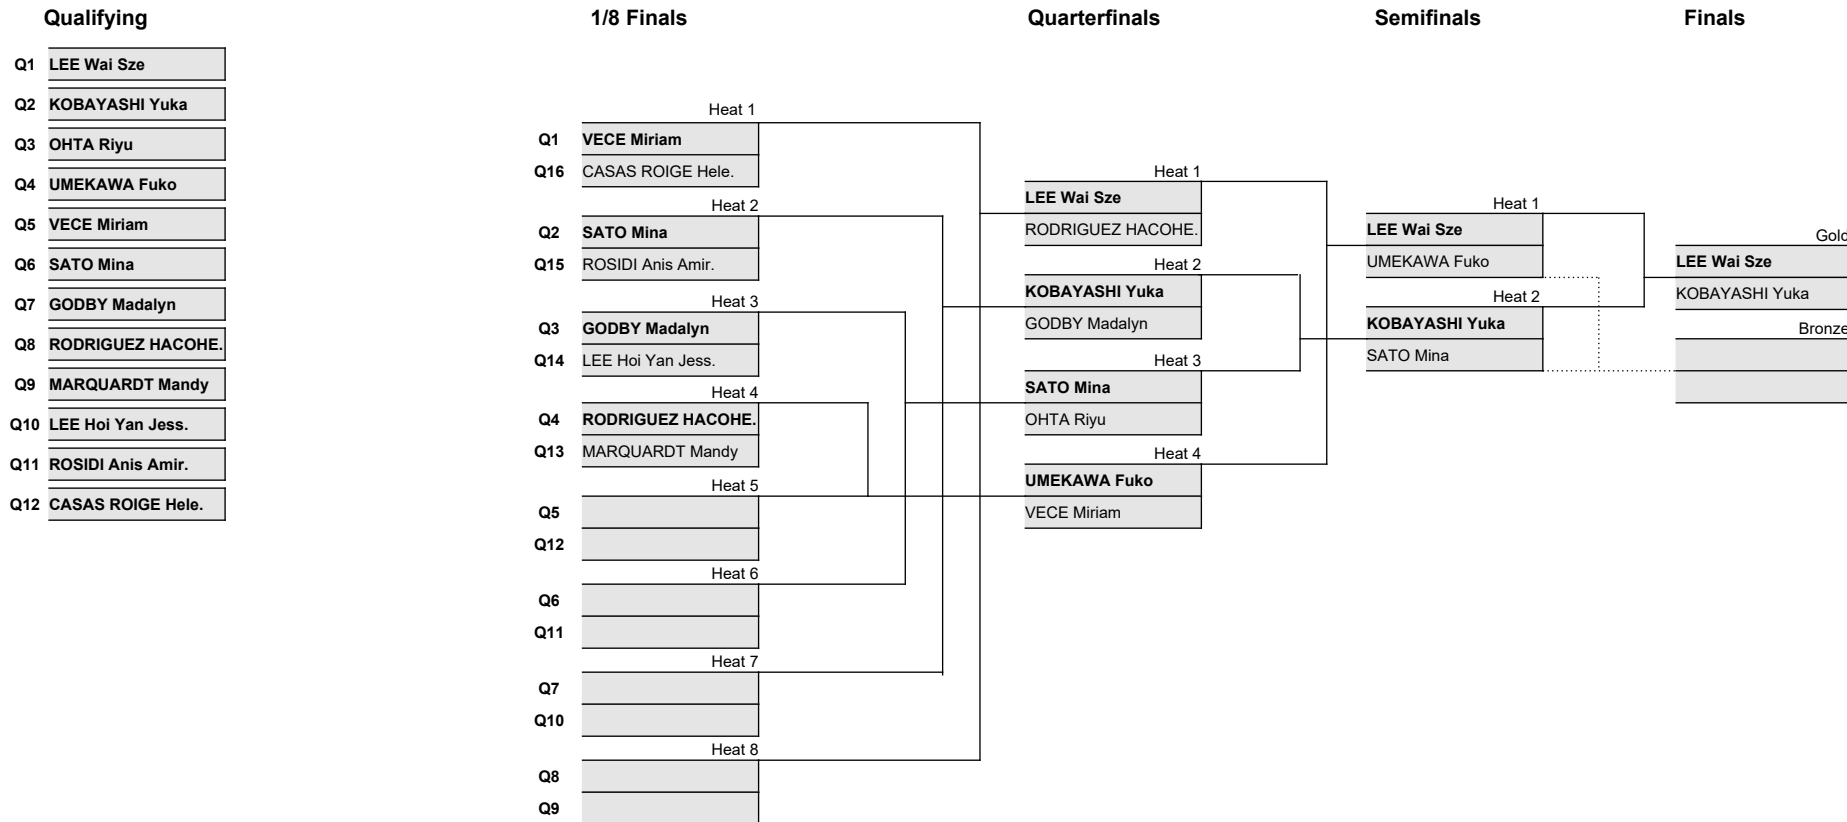 Qualifying
1/8 Finals
Quarterfinals
Semifinals
Finals
Q1 LEE Wai Sze
Q2 KOBAYASHI Yuka
Q3 OHTA Riyu
Q4 UMEKAWA Fuko
Q5 VECE Miriam
Q6 SATO Mina
Q7 GODBY Madalyn
Q8 RODRIGUEZ HACOHE.
Q9 MARQUARDT Mandy
Q10 LEE Hoi Yan Jess.
Q11 ROSIDI Anis Amir.
Q12 CASAS ROIGE Hele.
Heat 1
Q1 VECE Miriam
Q16 CASAS ROIGE Hele.
Heat 2
Q2 SATO Mina
Q15 ROSIDI Anis Amir.
Heat 3
Q3 GODBY Madalyn
Q14 LEE Hoi Yan Jess.
Heat 4
Q4 RODRIGUEZ HACOHE.
Q13 MARQUARDT Mandy
Heat 5
Q5
Q12
Heat 6
Q6
Q11
Heat 7
Q7
Q10
Heat 8
Q8
Q9
Heat 1
LEE Wai Sze
RODRIGUEZ HACOHE.
Heat 2
KOBAYASHI Yuka
GODBY Madalyn
Heat 3
SATO Mina
OHTA Riyu
Heat 4
UMEKAWA Fuko
VECE Miriam
Heat 1
LEE Wai Sze
UMEKAWA Fuko
Heat 2
KOBAYASHI Yuka
SATO Mina
Gold
LEE Wai Sze
KOBAYASHI Yuka
Bronze